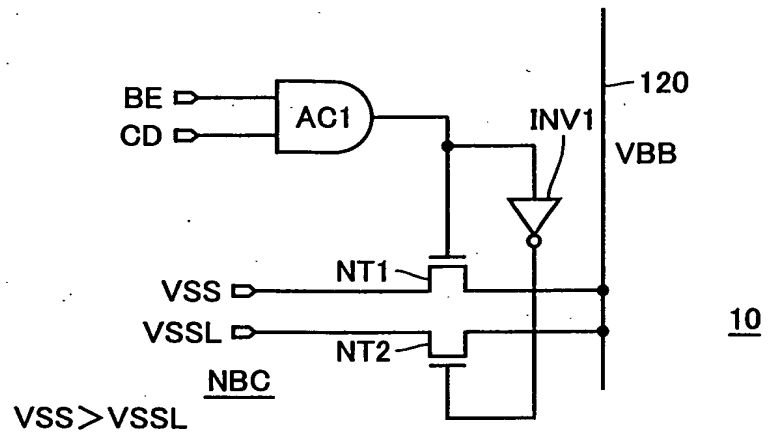 BE
CD
AC1
INV1
120
VBB
NT1
VSS
VSSL
NT2
10
NBC
VSS>VSSL